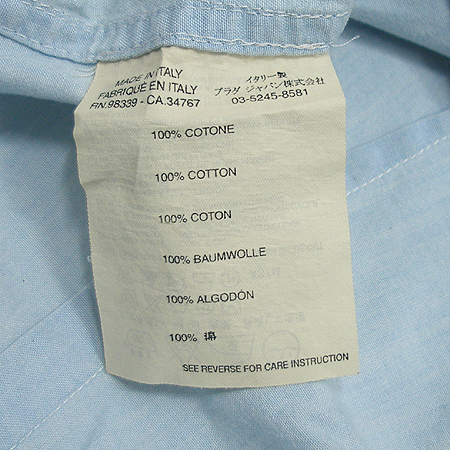 MADE IN ITALY
FABRIQUE EN ITALY
RN.98339 - CA.34767
イタリー製
プラダ ジャパン株式会社
03-5245-8581
100% COTONE
100% COTTON
100% COTON
100% BAUMWOLLE
100% ALGODÓN
100% 綿
SEE REVERSE FOR CARE INSTRUCTION